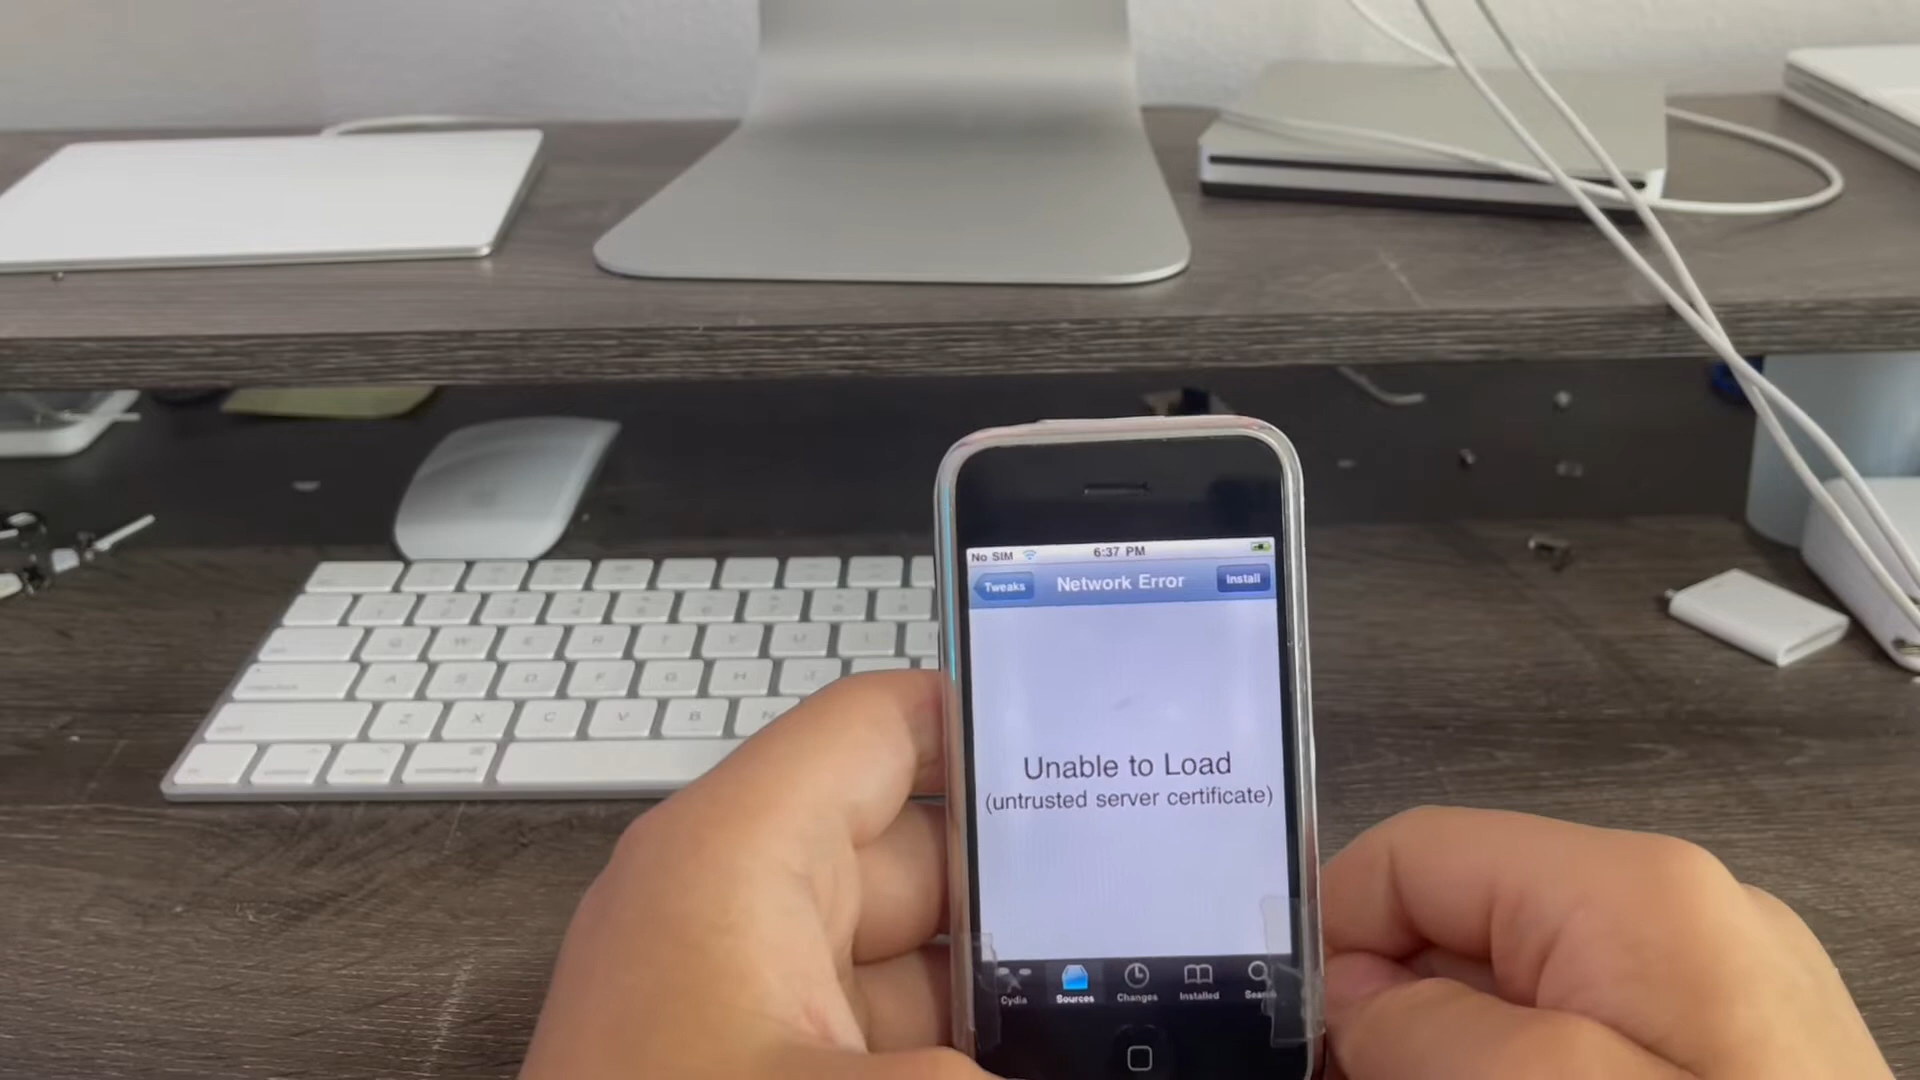 No SIM 6:37 PM
Tweaks Network Error Install
Unable to Load
(untrusted server certificate)
Cydia Sources Changes Installed
Q W E R T Y U
A S D F G H J
Z X C V B N
command